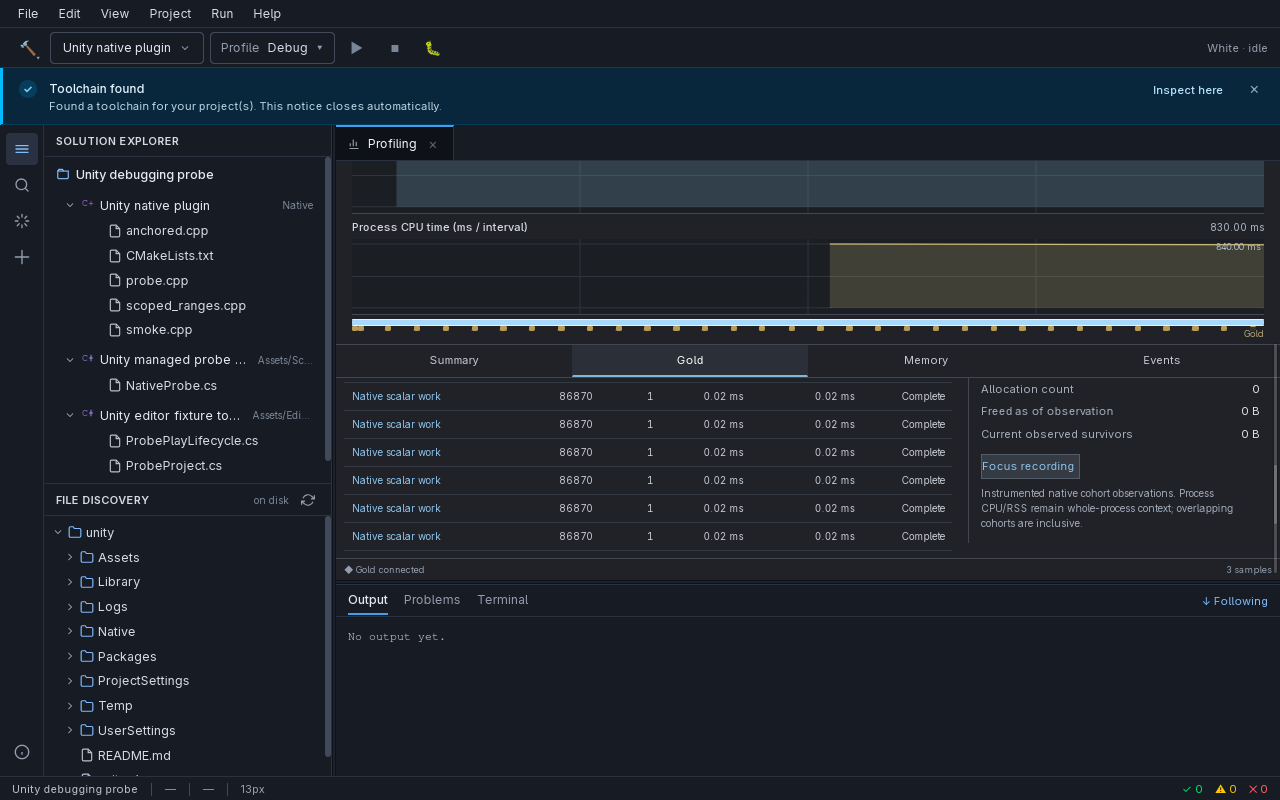 File Edit View Project Run Help
Unity native plugin Profile Debug White · idle
Toolchain found
Found a toolchain for your project(s). This notice closes automatically.
Inspect here
SOLUTION EXPLORER
Unity debugging probe
Unity native plugin Native
anchored.cpp
CMakeLists.txt
probe.cpp
scoped_ranges.cpp
smoke.cpp
Unity managed probe ... Assets/Sc...
NativeProbe.cs
Unity editor fixture to... Assets/Edi...
ProbePlayLifecycle.cs
ProbeProject.cs
FILE DISCOVERY on disk
unity
Assets
Library
Logs
Native
Packages
ProjectSettings
Temp
UserSettings
README.md
Profiling
Process CPU time (ms / interval) 830.00 ms
840.00 ms
Gold
Summary Gold Memory Events
Native scalar work 86870 1 0.02 ms 0.02 ms Complete
Native scalar work 86870 1 0.02 ms 0.02 ms Complete
Native scalar work 86870 1 0.02 ms 0.02 ms Complete
Native scalar work 86870 1 0.02 ms 0.02 ms Complete
Native scalar work 86870 1 0.02 ms 0.02 ms Complete
Native scalar work 86870 1 0.02 ms 0.02 ms Complete
Allocation count 0
Freed as of observation 0 B
Current observed survivors 0 B
Focus recording
Instrumented native cohort observations. Process
CPU/RSS remain whole-process context; overlapping
cohorts are inclusive.
Gold connected 3 samples
Output Problems Terminal Following
No output yet.
Unity debugging probe — — 13px 0 0 0